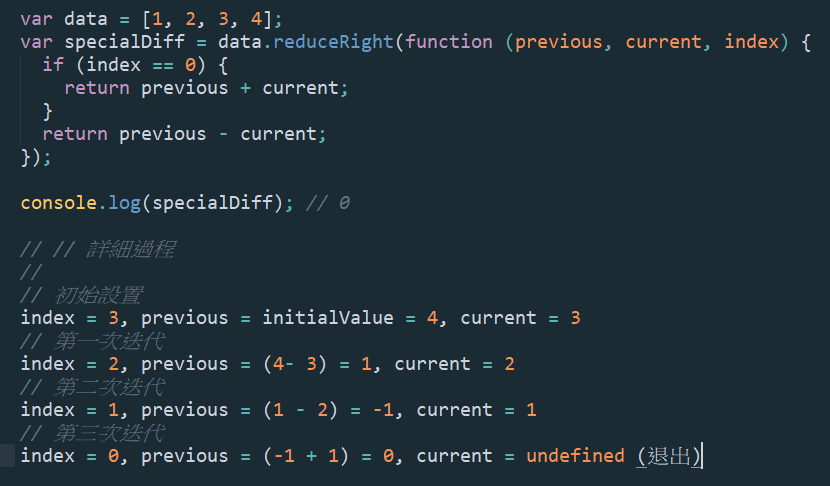 var data = [1, 2, 3, 4];
var specialDiff = data.reduceRight(function (previous, current, index) {
  if (index == 0) {
    return previous + current;
  }
  return previous - current;
});

console.log(specialDiff); // 0

// // 詳細過程
//
// 初始設置
index = 3, previous = initialValue = 4, current = 3
// 第一次迭代
index = 2, previous = (4- 3) = 1, current = 2
// 第二次迭代
index = 1, previous = (1 - 2) = -1, current = 1
// 第三次迭代
index = 0, previous = (-1 + 1) = 0, current = undefined (退出)